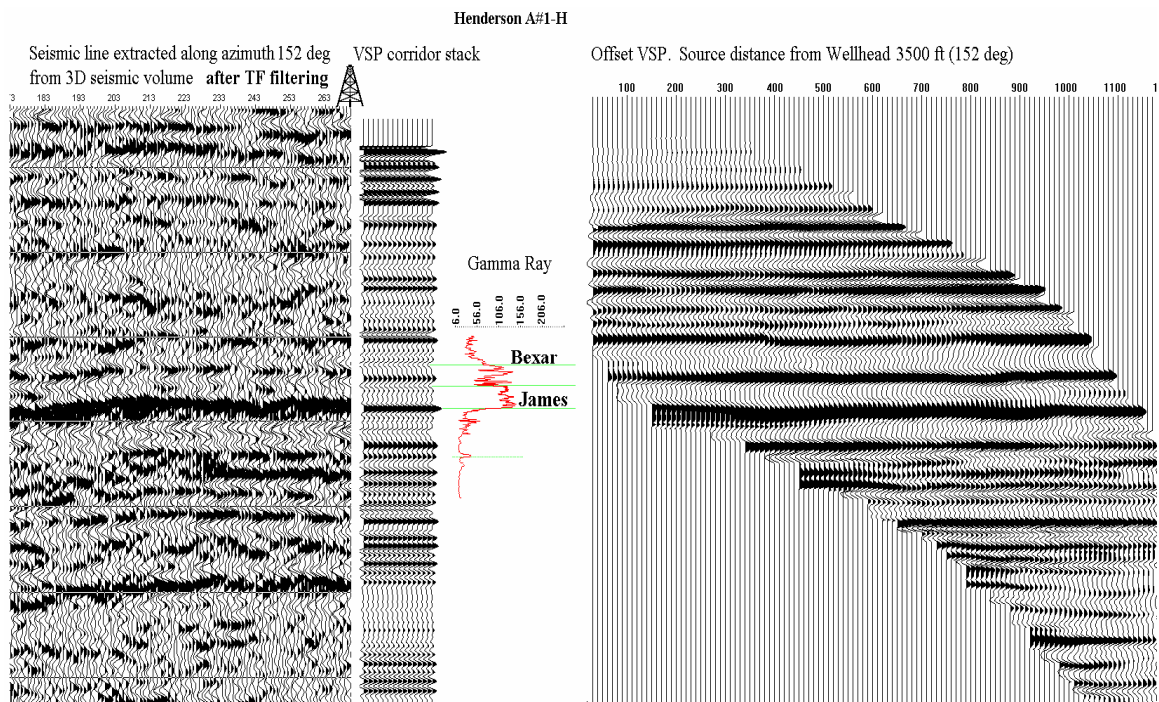 Henderson A#1-H
Seismic line extracted along azimuth 152 deg
from 3D seismic volume after TF filtering
VSP corridor stack
Offset VSP. Source distance from Wellhead 3500 ft (152 deg)
3 183 193 203 213 223 233 243 253 263
100 200 300 400 500 600 700 800 900 1000 1100 1
Gamma Ray
6.0 56.0 106.0 156.0 206.0
Bexar
James